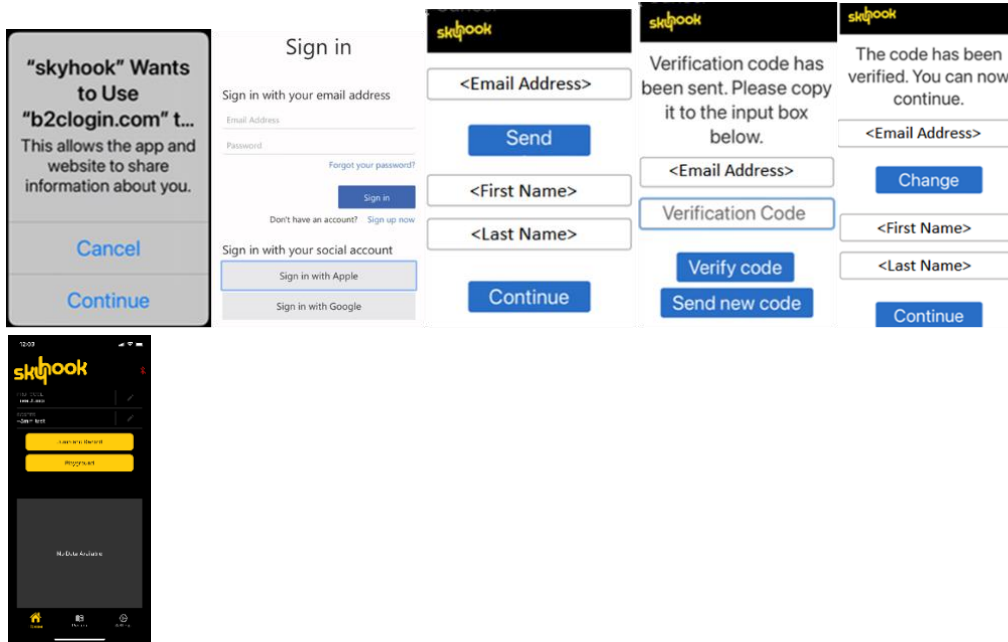 “skyhook” Wants
to Use
“b2clogin.com” t...
This allows the app and
website to share
information about you.
Cancel
Continue
Sign in
Sign in with your email address
Email Address
Password
Forgot your password?
Sign in
Don't have an account? Sign up now
Sign in with your social account
Sign in with Apple
Sign in with Google
skyhook
<Email Address>
Send
<First Name>
<Last Name>
Continue
skyhook
Verification code has
been sent. Please copy
it to the input box
below.
<Email Address>
Verification Code
Verify code
Send new code
skyhook
The code has been
verified. You can now
continue.
<Email Address>
Change
<First Name>
<Last Name>
Continue
12:03
skyhook
Playground
No Data Available
Home